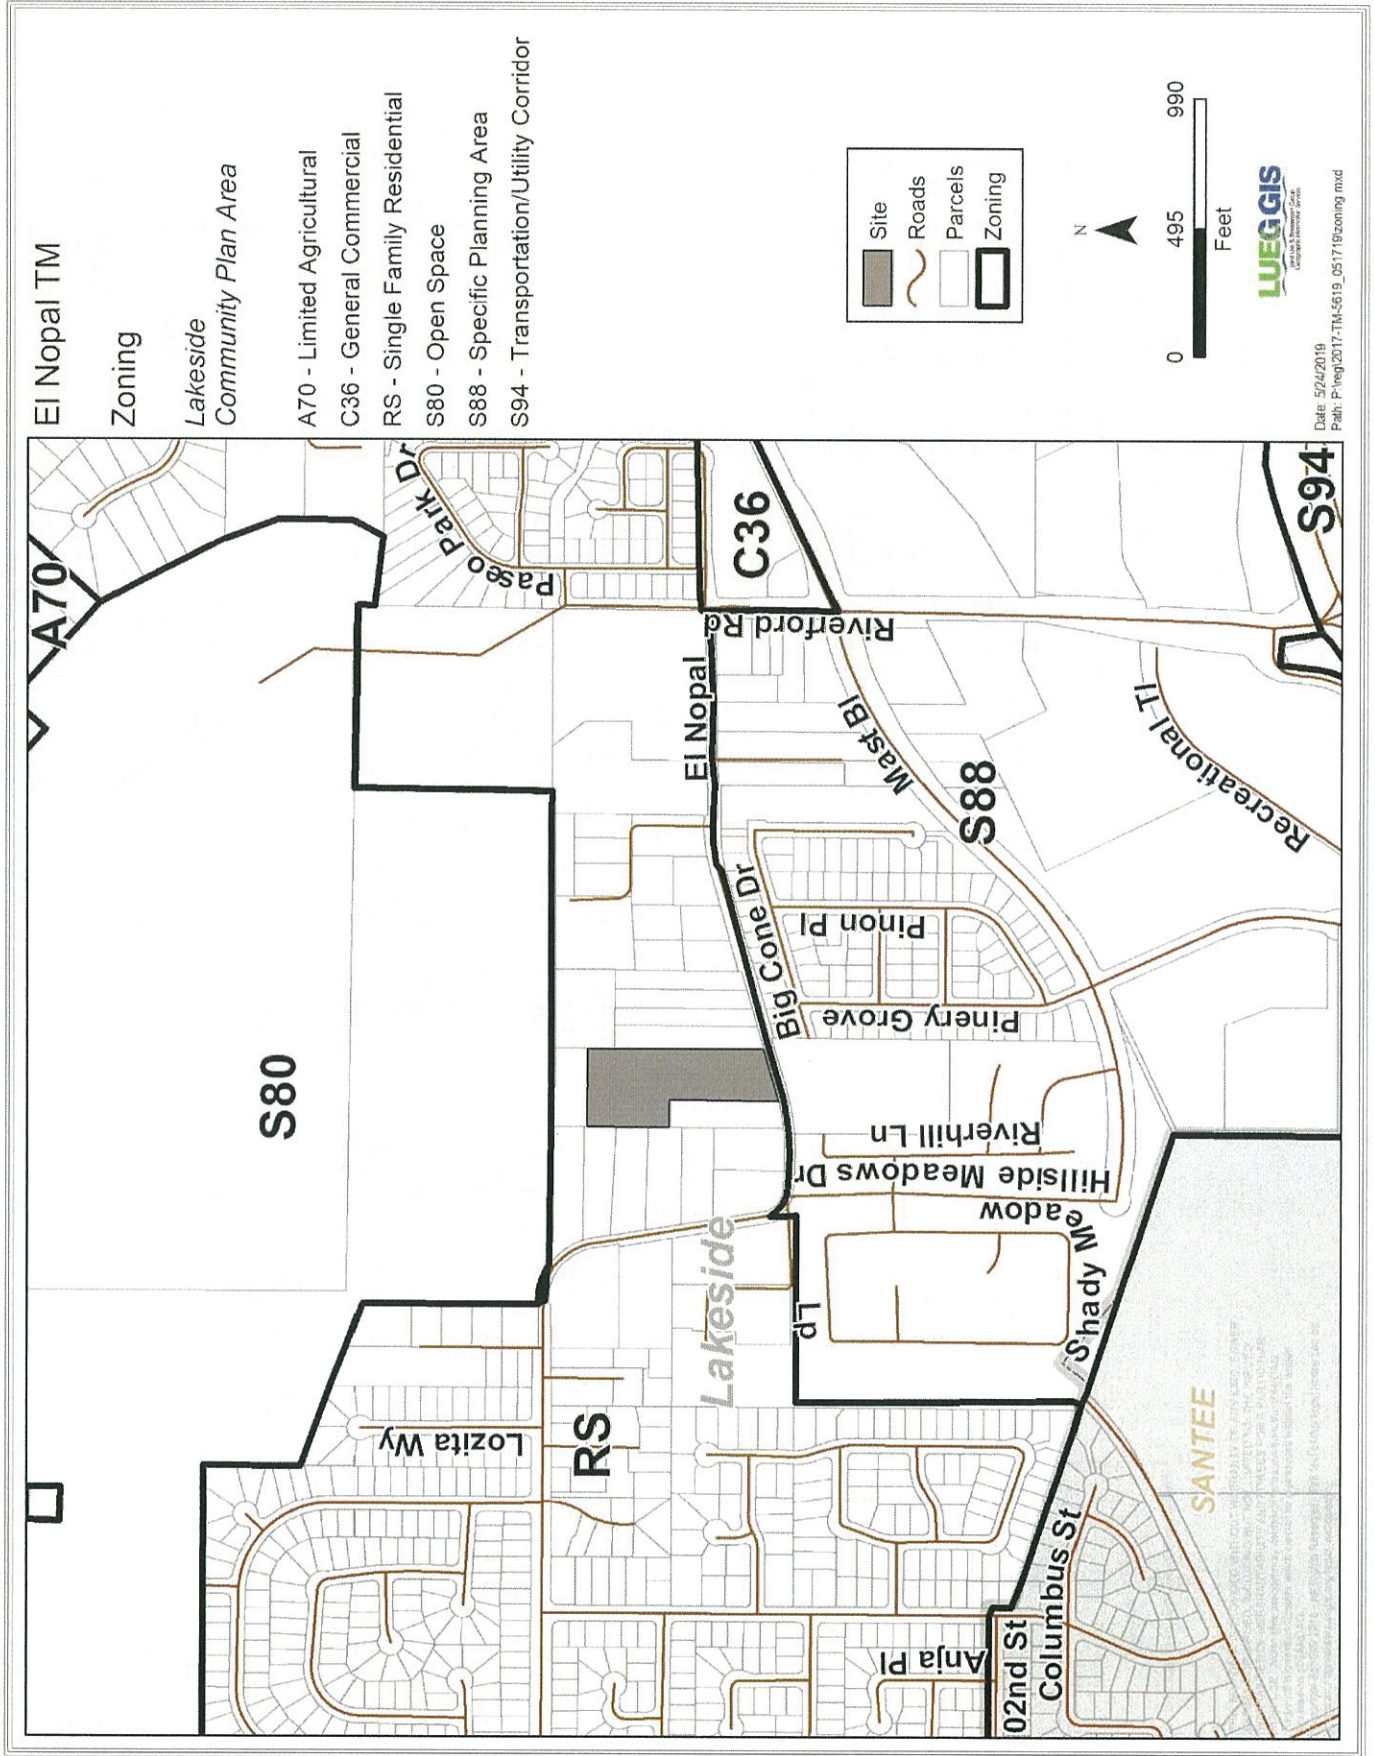 El Nopal TM
Zoning
Lakeside
Community Plan Area
A70 - Limited Agricultural
C36 - General Commercial
RS - Single Family Residential
S80 - Open Space
S88 - Specific Planning Area
S94 - Transportation/Utility Corridor
Site
Roads
Parcels
Zoning
N
0 495 990
Feet
LUEG GIS
Date: 5/24/2019
Path: P:\reg\2017-TM-5619_051719\zoning.mxd
A70
S80
Paseo Park Dr
C36
Riverford Rd
El Nopal
Mast Bl
S88
Recreational Tl
S94
Big Cone Dr
Pinon Pl
Pinery Grove
Riverhill Ln
Hillside Meadows Dr
Shady Meadow
Lp
Lakeside
RS
Lozita Wy
Anja Pl
02nd St
Columbus St
SANTEE